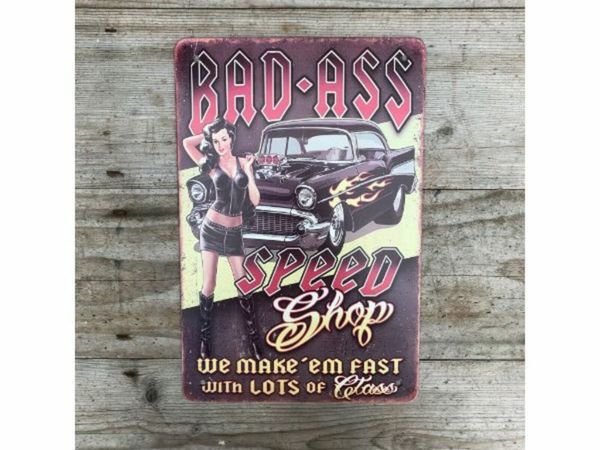 BAD-ASS
SPEED
Shop
WE MAKE 'EM FAST
WITH LOTS OF Class